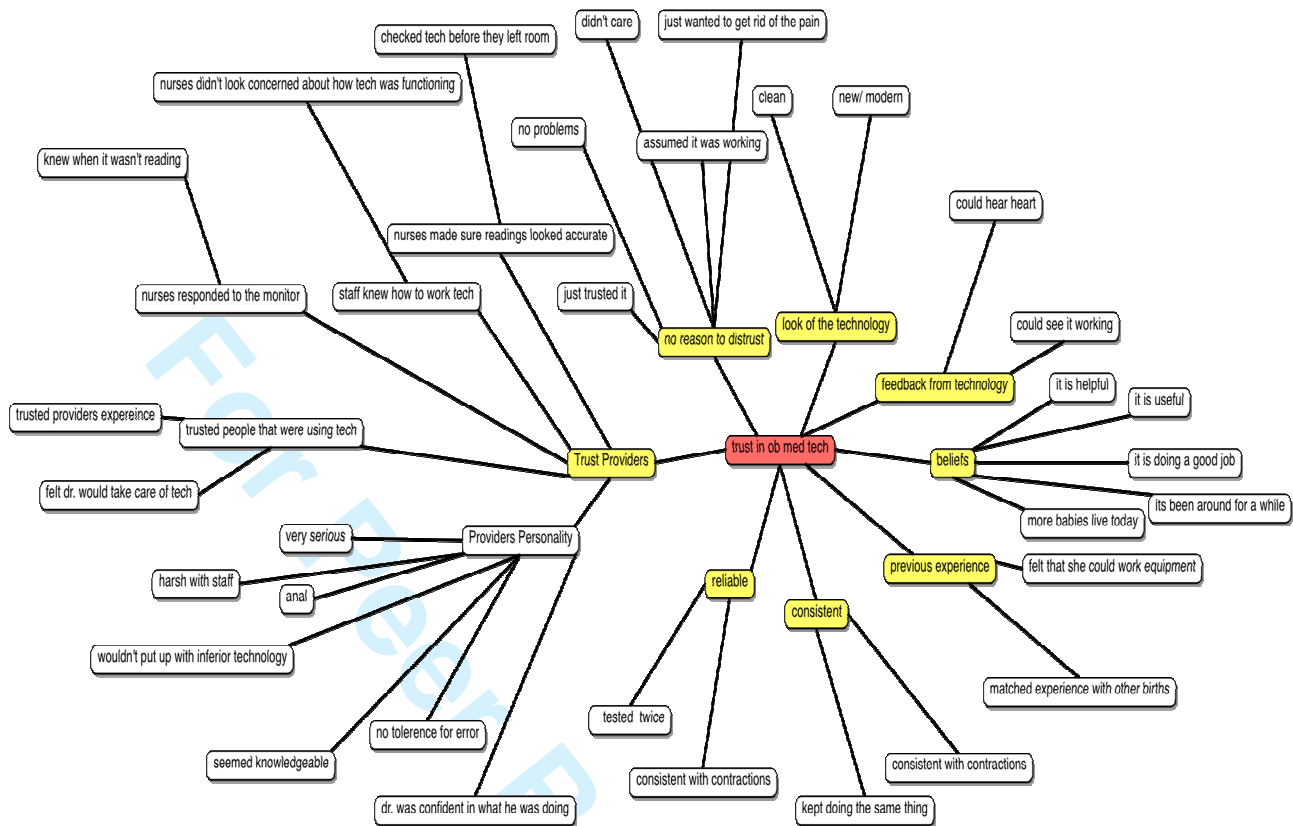 didn't care
just wanted to get rid of the pain
checked tech before they left room
nurses didn't look concerned about how tech was functioning
clean
new/ modern
no problems
assumed it was working
knew when it wasn't reading
could hear heart
nurses made sure readings looked accurate
nurses responded to the monitor
staff knew how to work tech
just trusted it
no reason to distrust
look of the technology
could see it working
feedback from technology
it is helpful
it is useful
trusted providers expereince
trusted people that were using tech
Trust Providers
trust in ob med tech
beliefs
it is doing a good job
felt dr. would take care of tech
its been around for a while
more babies live today
very serious
Providers Personality
harsh with staff
anal
reliable
consistent
previous experience
felt that she could work equipment
wouldn't put up with inferior technology
matched experience with other births
tested twice
no tolerence for error
seemed knowledgeable
consistent with contractions
consistent with contractions
dr. was confident in what he was doing
kept doing the same thing
For Peer